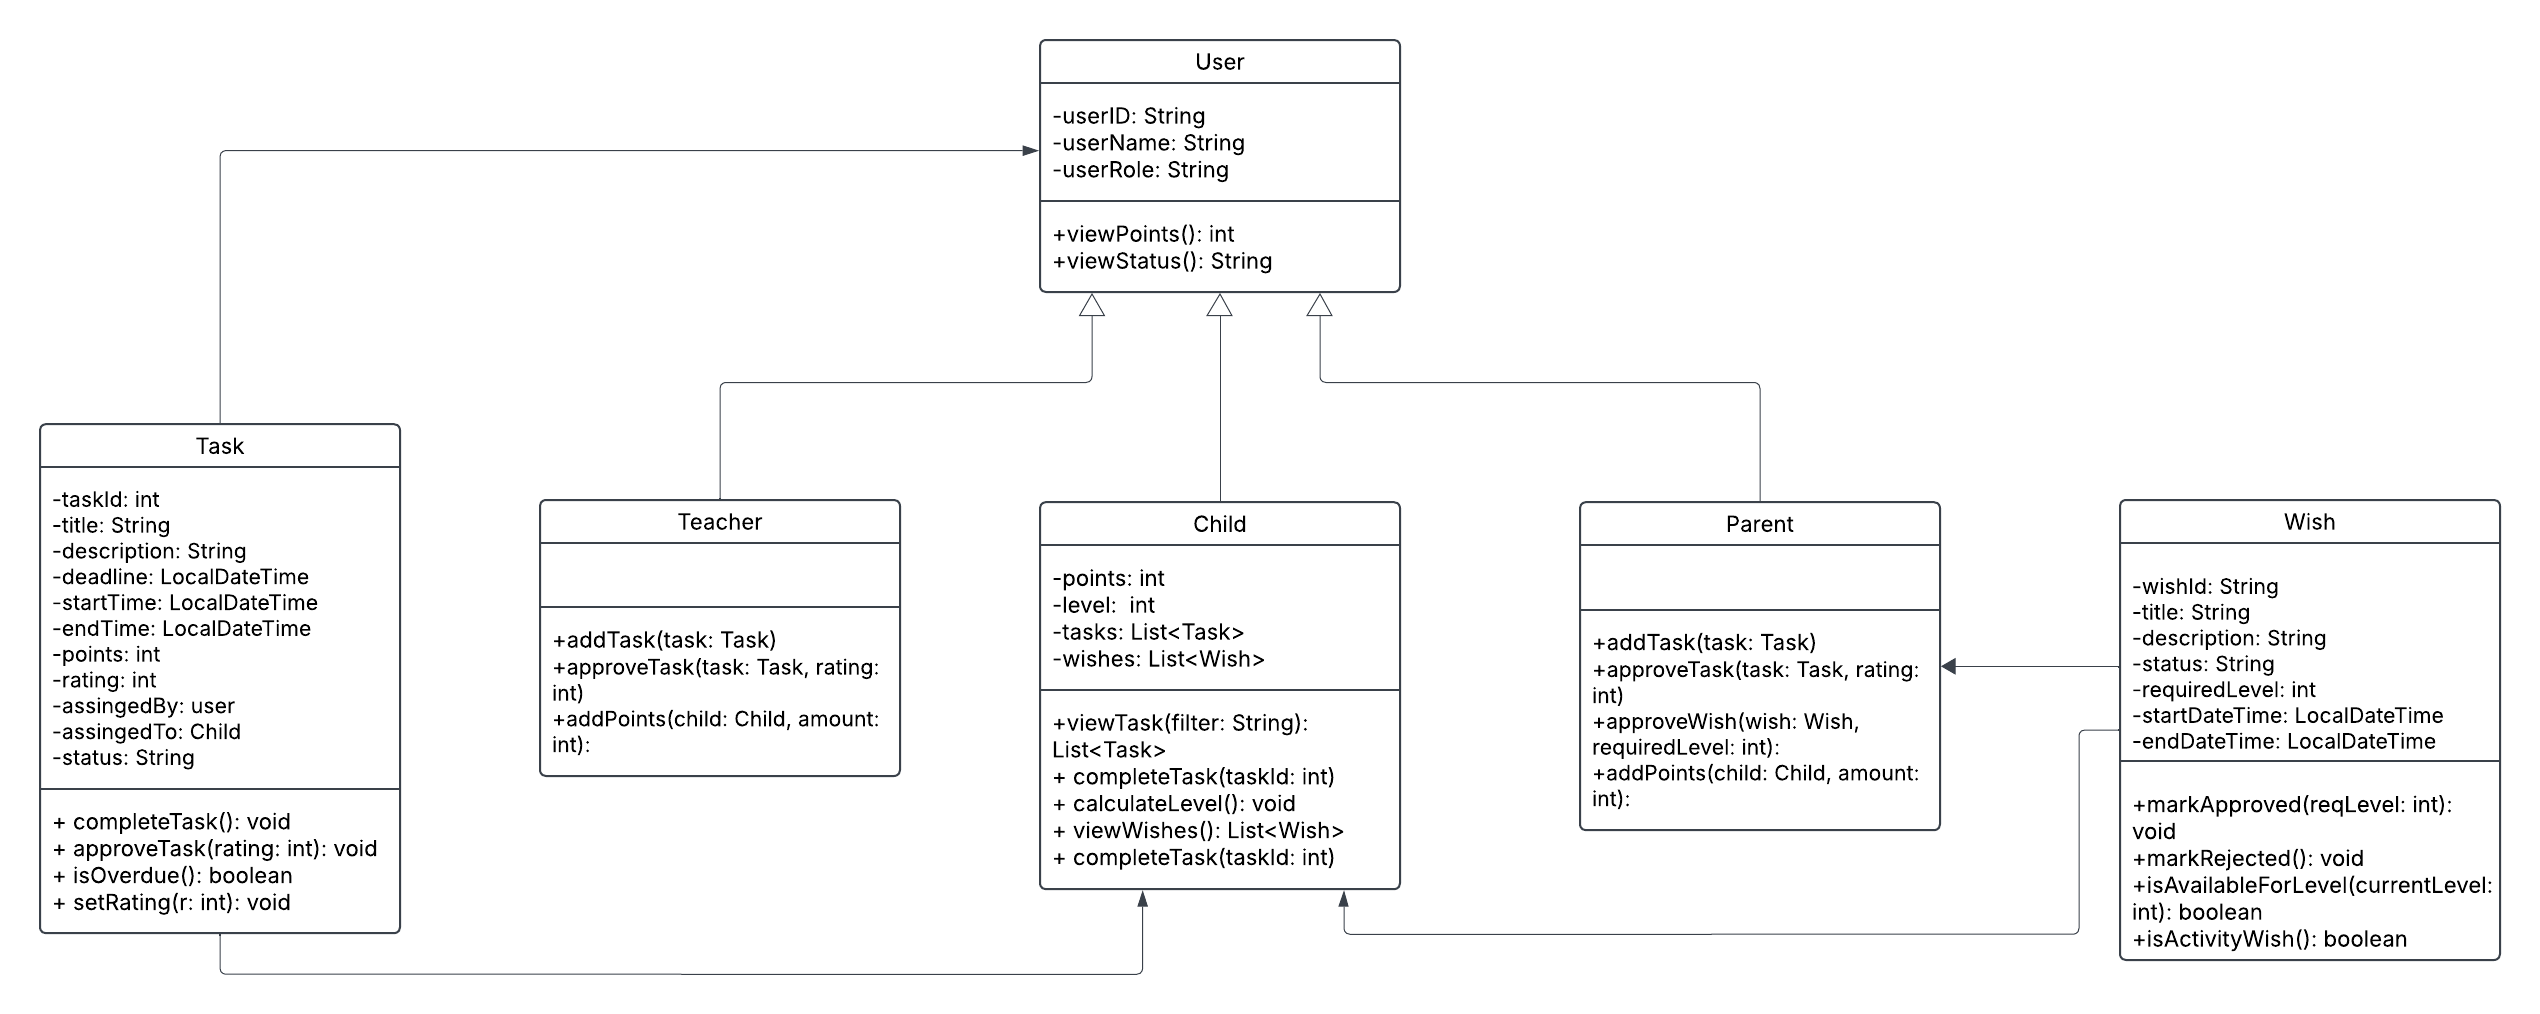 User
-userID: String
-userName: String
-userRole: String
+viewPoints(): int
+viewStatus(): String
Task
-taskId: int
-title: String
-description: String
-deadline: LocalDateTime
-startTime: LocalDateTime
-endTime: LocalDateTime
-points: int
-rating: int
-assingedBy: user
-assingedTo: Child
-status: String
+ completeTask(): void
+ approveTask(rating: int): void
+ isOverdue(): boolean
+ setRating(r: int): void
Teacher
+addTask(task: Task)
+approveTask(task: Task, rating:
int)
+addPoints(child: Child, amount:
int):
Child
-points: int
-level:  int
-tasks: List<Task>
-wishes: List<Wish>
+viewTask(filter: String):
List<Task>
+ completeTask(taskId: int)
+ calculateLevel(): void
+ viewWishes(): List<Wish>
+ completeTask(taskId: int)
Parent
+addTask(task: Task)
+approveTask(task: Task, rating:
int)
+approveWish(wish: Wish,
requiredLevel: int):
+addPoints(child: Child, amount:
int):
Wish
-wishId: String
-title: String
-description: String
-status: String
-requiredLevel: int
-startDateTime: LocalDateTime
-endDateTime: LocalDateTime
+markApproved(reqLevel: int):
void
+markRejected(): void
+isAvailableForLevel(currentLevel:
int): boolean
+isActivityWish(): boolean